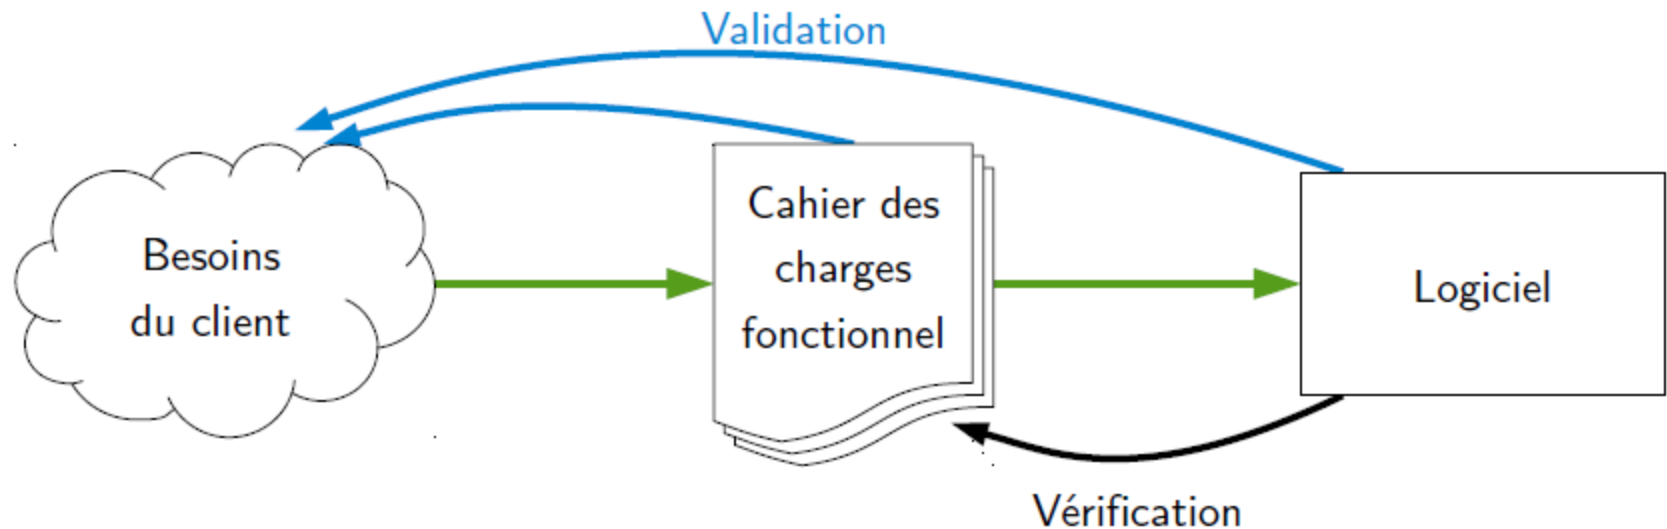 Validation
Besoins
du client
Cahier des
charges
fonctionnel
Logiciel
Vérification